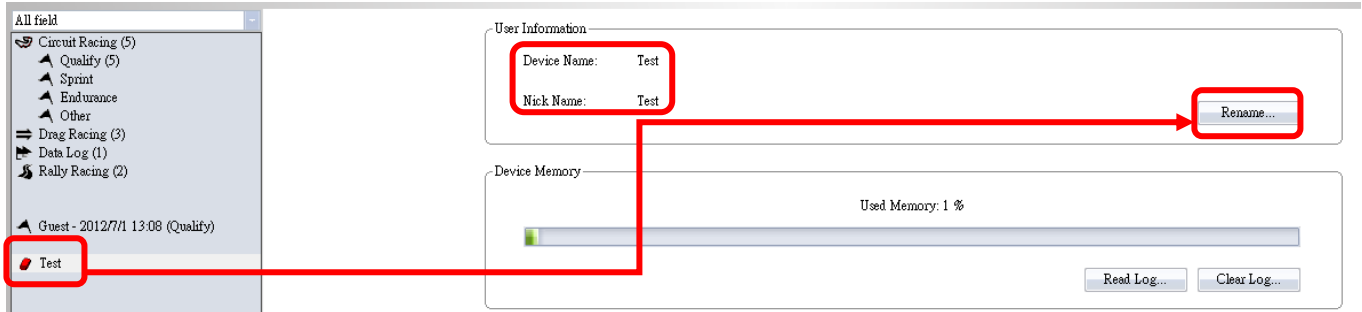 All field
Circuit Racing (5)
Qualify (5)
Sprint
Endurance
Other
Drag Racing (3)
Data Log (1)
Rally Racing (2)
Guest - 2012/7/1 13:08 (Qualify)
Test
User Information
Device Name: Test
Nick Name: Test
Rename...
Device Memory
Used Memory: 1 %
Read Log... Clear Log...